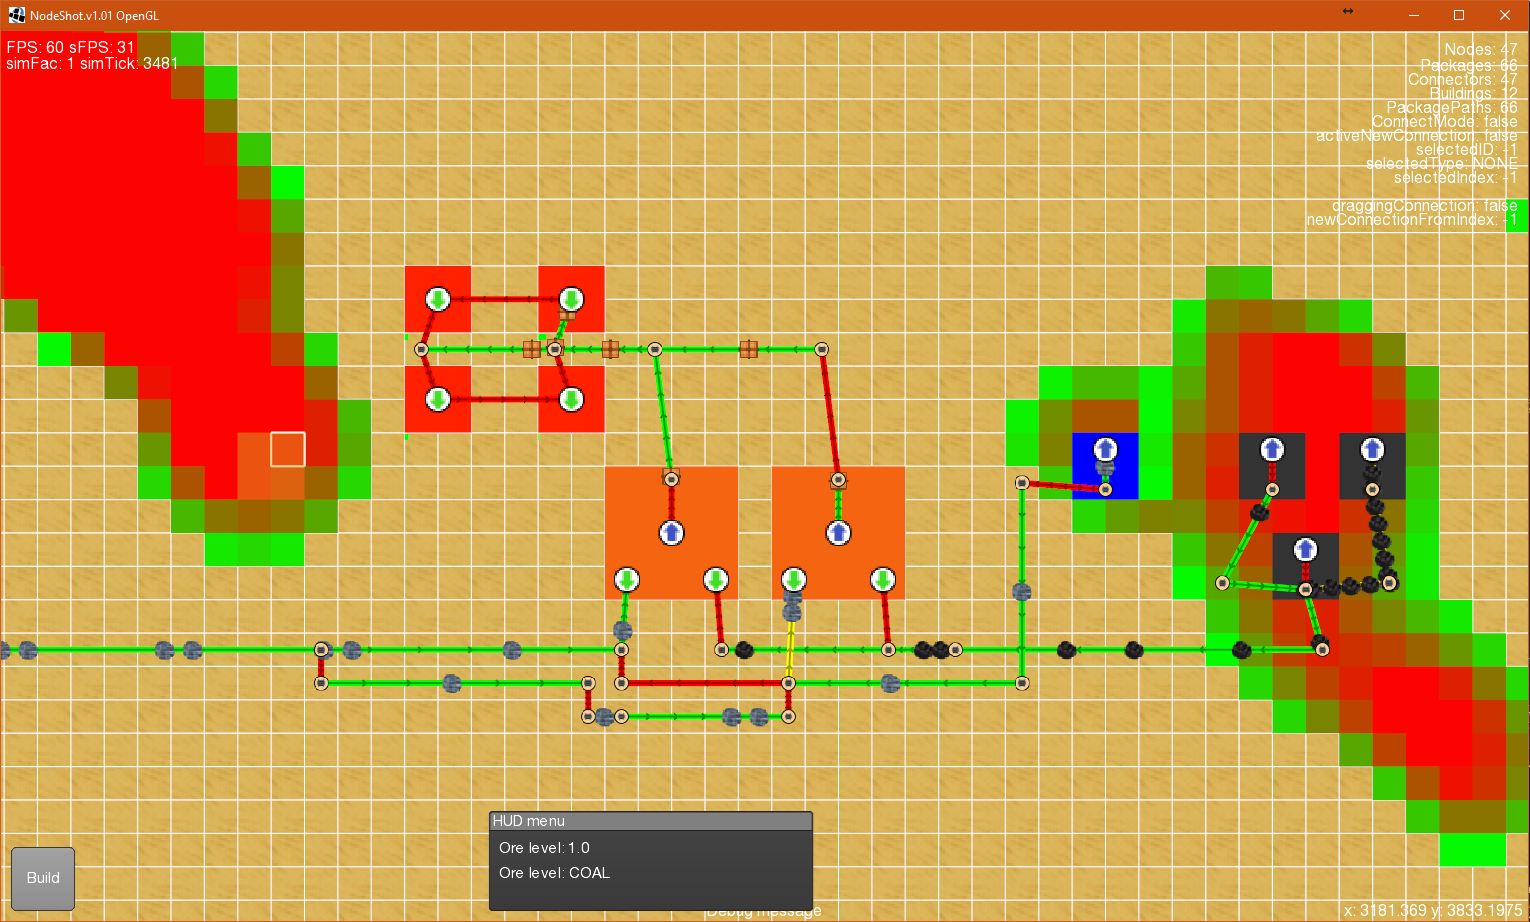 NodeShot.v1.01 OpenGL
FPS: 60 sFPS: 31
simFac: 1 simTick: 3481
Nodes: 47
Packages: 66
Connectors: 47
Buildings: 12
PackagePaths: 66
ConnectMode: false
activeNewConnection: false
selectedID: -1
selectedType: NONE
selectedIndex: -1
draggingConnection: false
newConnectionFromIndex: -1
HUD menu
Ore level: 1.0
Ore level: COAL
Build
Debug message
x: 3181.369 y: 3833.1975